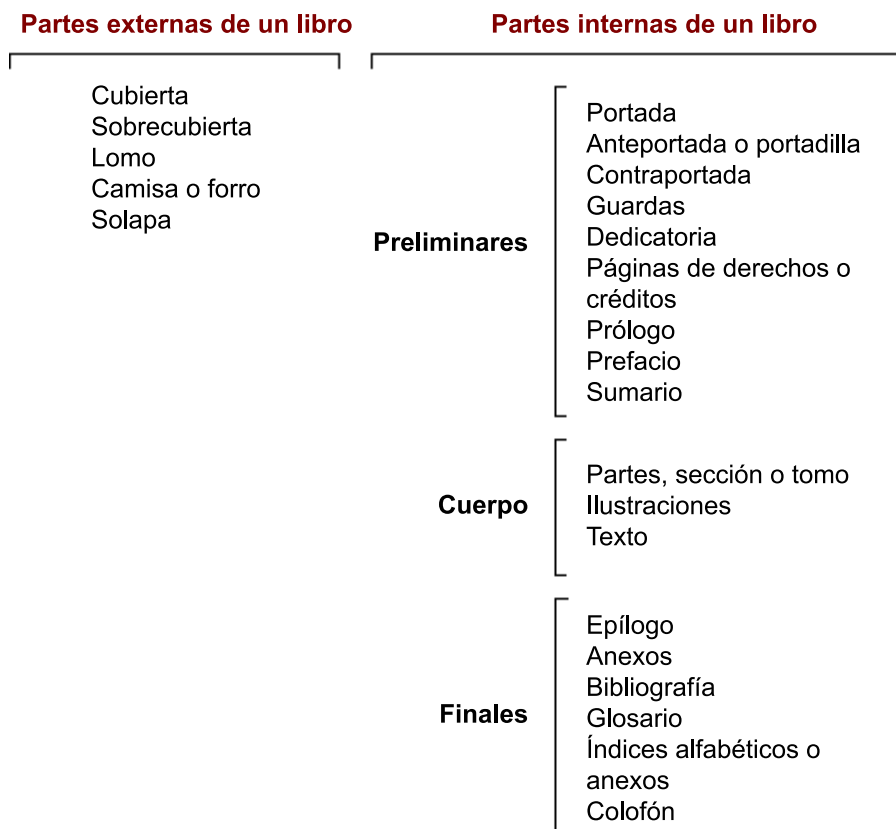 Partes externas de un libro
Cubierta
Sobrecubierta
Lomo
Camisa o forro
Solapa
Partes internas de un libro
Preliminares
Portada
Anteportada o portadilla
Contraportada
Guardas
Dedicatoria
Páginas de derechos o
créditos
Prólogo
Prefacio
Sumario
Cuerpo
Partes, sección o tomo
Ilustraciones
Texto
Finales
Epílogo
Anexos
Bibliografía
Glosario
Índices alfabéticos o
anexos
Colofón